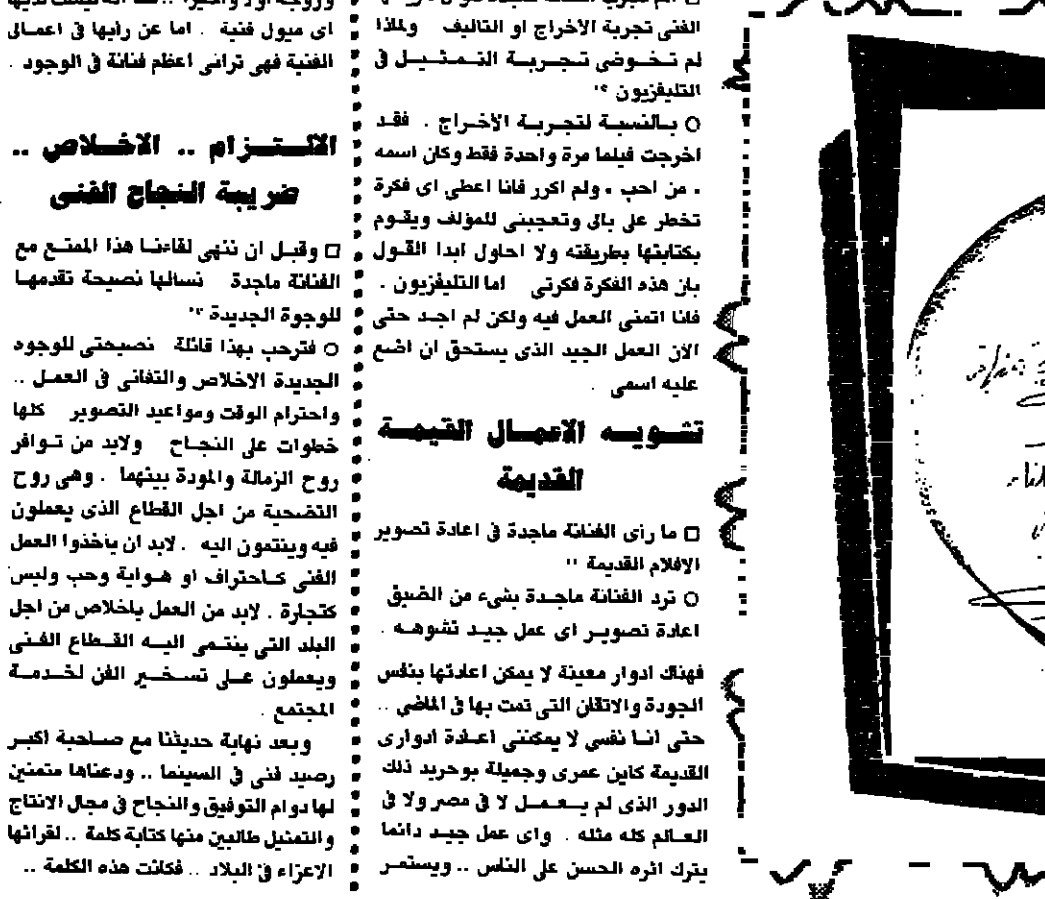 الفنى تجربة الاخراج او التاليف ولماذا
لم تخوضى تجربة التمثيل فى
التليفزيون ؟
○ بالنسبة لتجربة الاخراج . فقد
اخرجت فيلما مرة واحدة فقط وكان اسمه
. من احب . ولم اكرر فانا اعطى اى فكرة
تخطر على بالى وتعجبنى للمؤلف ويقوم
بكتابتها بطريقته ولا احاول ابدا القول
بان هذه الفكرة فكرتى اما التليفزيون .
فانا اتمنى العمل فيه ولكن لم اجد حتى
الان العمل الجيد الذى يستحق ان اضع
عليه اسمى .
تشويه الاعمال القيمة
القديمة
□ ما راى الفنانة ماجدة فى اعادة تصوير
الافلام القديمة ؟
○ ترد الفنانة ماجدة بشىء من الضيق
اعادة تصوير اى عمل جيد تشوهه .
فهناك ادوار معينة لا يمكن اعادتها بنفس
الجودة والاتقان التى تمت بها فى الماضى ..
حتى انا نفسى لا يمكننى اعادة ادوارى
القديمة كاين عمرى وجميلة بوحريد ذلك
الدور الذى لم يعمل لا فى مصر ولا فى
العالم كله مثله . واى عمل جيد دائما
يترك اثره الحسن على الناس .. ويستمر
اى ميول فنية . اما عن رايها فى اعمالى
الفنية فهى ترانى اعظم فنانة فى الوجود .
الالتزام .. الاخلاص ..
ضريبة النجاح الفنى
□ وقبل ان ننهى لقاءنا هذا الممتع مع
الفنانة ماجدة نسالها نصيحة تقدمها
للوجوة الجديدة ؟
○ فترحب بهذا قائلة نصيحتى للوجوه
الجديدة الاخلاص والتفانى فى العمل ..
واحترام الوقت ومواعيد التصوير كلها
خطوات على النجاح ولابد من توافر
روح الزمالة والمودة بينهما . وهى روح
التضحية من اجل القطاع الذى يعملون
فيه وينتمون اليه . لابد ان ياخذوا العمل
الفنى كاحتراف او هواية وحب وليس
كتجارة . لابد من العمل باخلاص من اجل
البلد التى ينتمى اليه القطاع الفنى
ويعملون على تسخير الفن لخدمة
المجتمع .
وبعد نهاية حديثنا مع صاحبة اكبر
رصيد فنى فى السينما .. ودعناها متمنين
لها دوام التوفيق والنجاح فى مجال الانتاج
والتمثيل طالبين منها كتابة كلمة .. لقرائها
الاعزاء فى البلاد .. فكانت هذه الكلمة ..